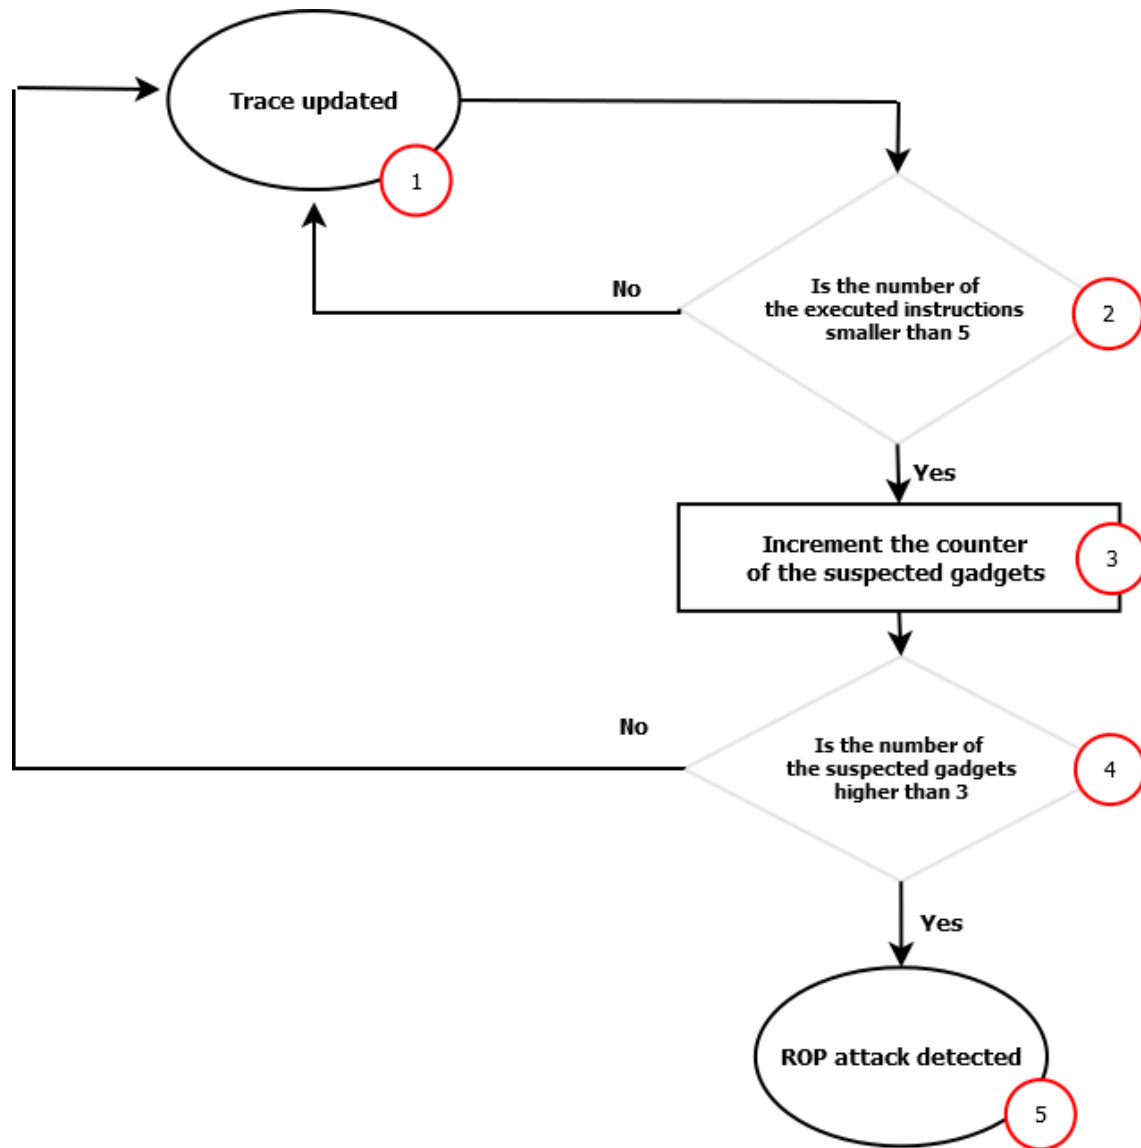 Trace updated
1
Is the number of
the executed instructions
smaller than 5
2
No
Yes
Increment the counter
of the suspected gadgets
3
No
Is the number of
the suspected gadgets
higher than 3
4
Yes
ROP attack detected
5